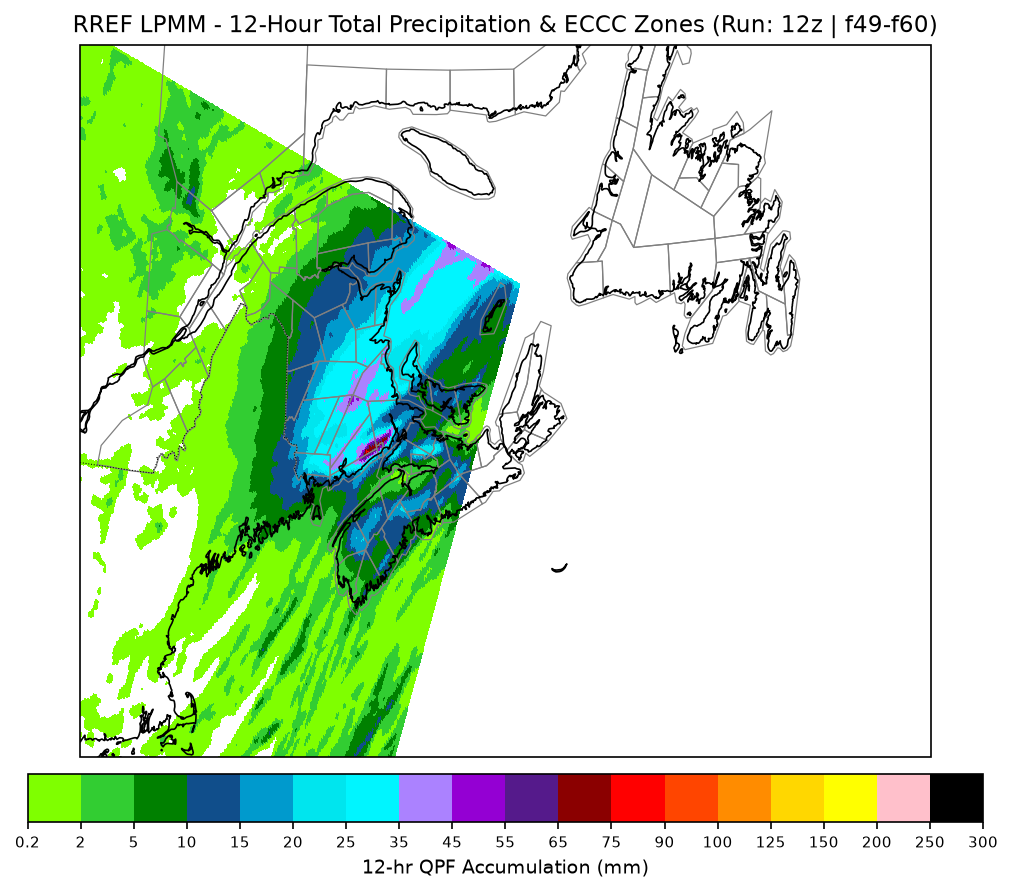 RREF LPMM - 12-Hour Total Precipitation & ECCC Zones (Run: 12z | f49-f60)
0.2 2 5 10 15 20 25 35 45 55 65 75 90 100 125 150 200 250 300
12-hr QPF Accumulation (mm)